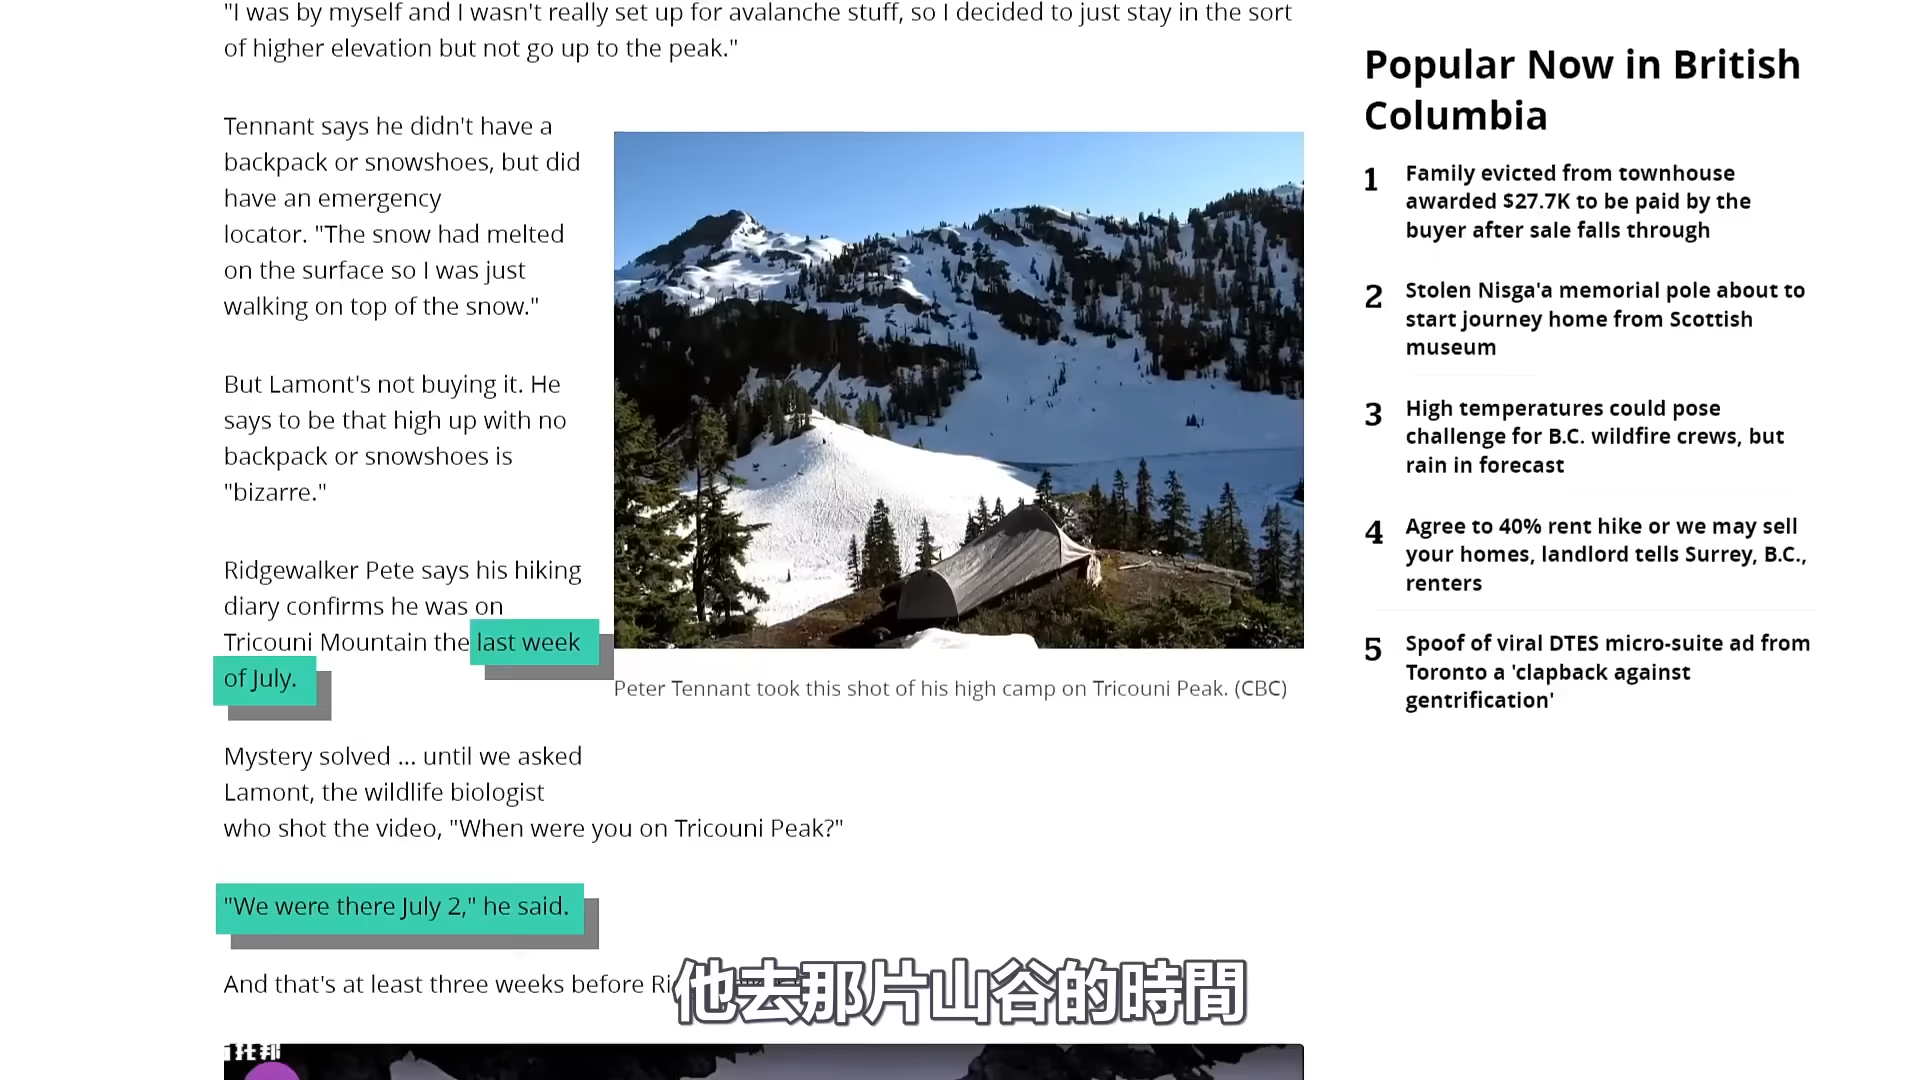 "I was by myself and I wasn't really set up for avalanche stuff, so I decided to just stay in the sort
of higher elevation but not go up to the peak."
Tennant says he didn't have a
backpack or snowshoes, but did
have an emergency
locator. "The snow had melted
on the surface so I was just
walking on top of the snow."
But Lamont's not buying it. He
says to be that high up with no
backpack or snowshoes is
"bizarre."
Ridgewalker Pete says his hiking
diary confirms he was on
Tricouni Mountain the last week
of July.
Peter Tennant took this shot of his high camp on Tricouni Peak. (CBC)
Mystery solved ... until we asked
Lamont, the wildlife biologist
who shot the video, "When were you on Tricouni Peak?"
"We were there July 2," he said.
And that's at least three weeks before
他去那片山谷的時間
Popular Now in British
Columbia
1 Family evicted from townhouse
awarded $27.7K to be paid by the
buyer after sale falls through
2 Stolen Nisga'a memorial pole about to
start journey home from Scottish
museum
3 High temperatures could pose
challenge for B.C. wildfire crews, but
rain in forecast
4 Agree to 40% rent hike or we may sell
your homes, landlord tells Surrey, B.C.,
renters
5 Spoof of viral DTES micro-suite ad from
Toronto a 'clapback against
gentrification'